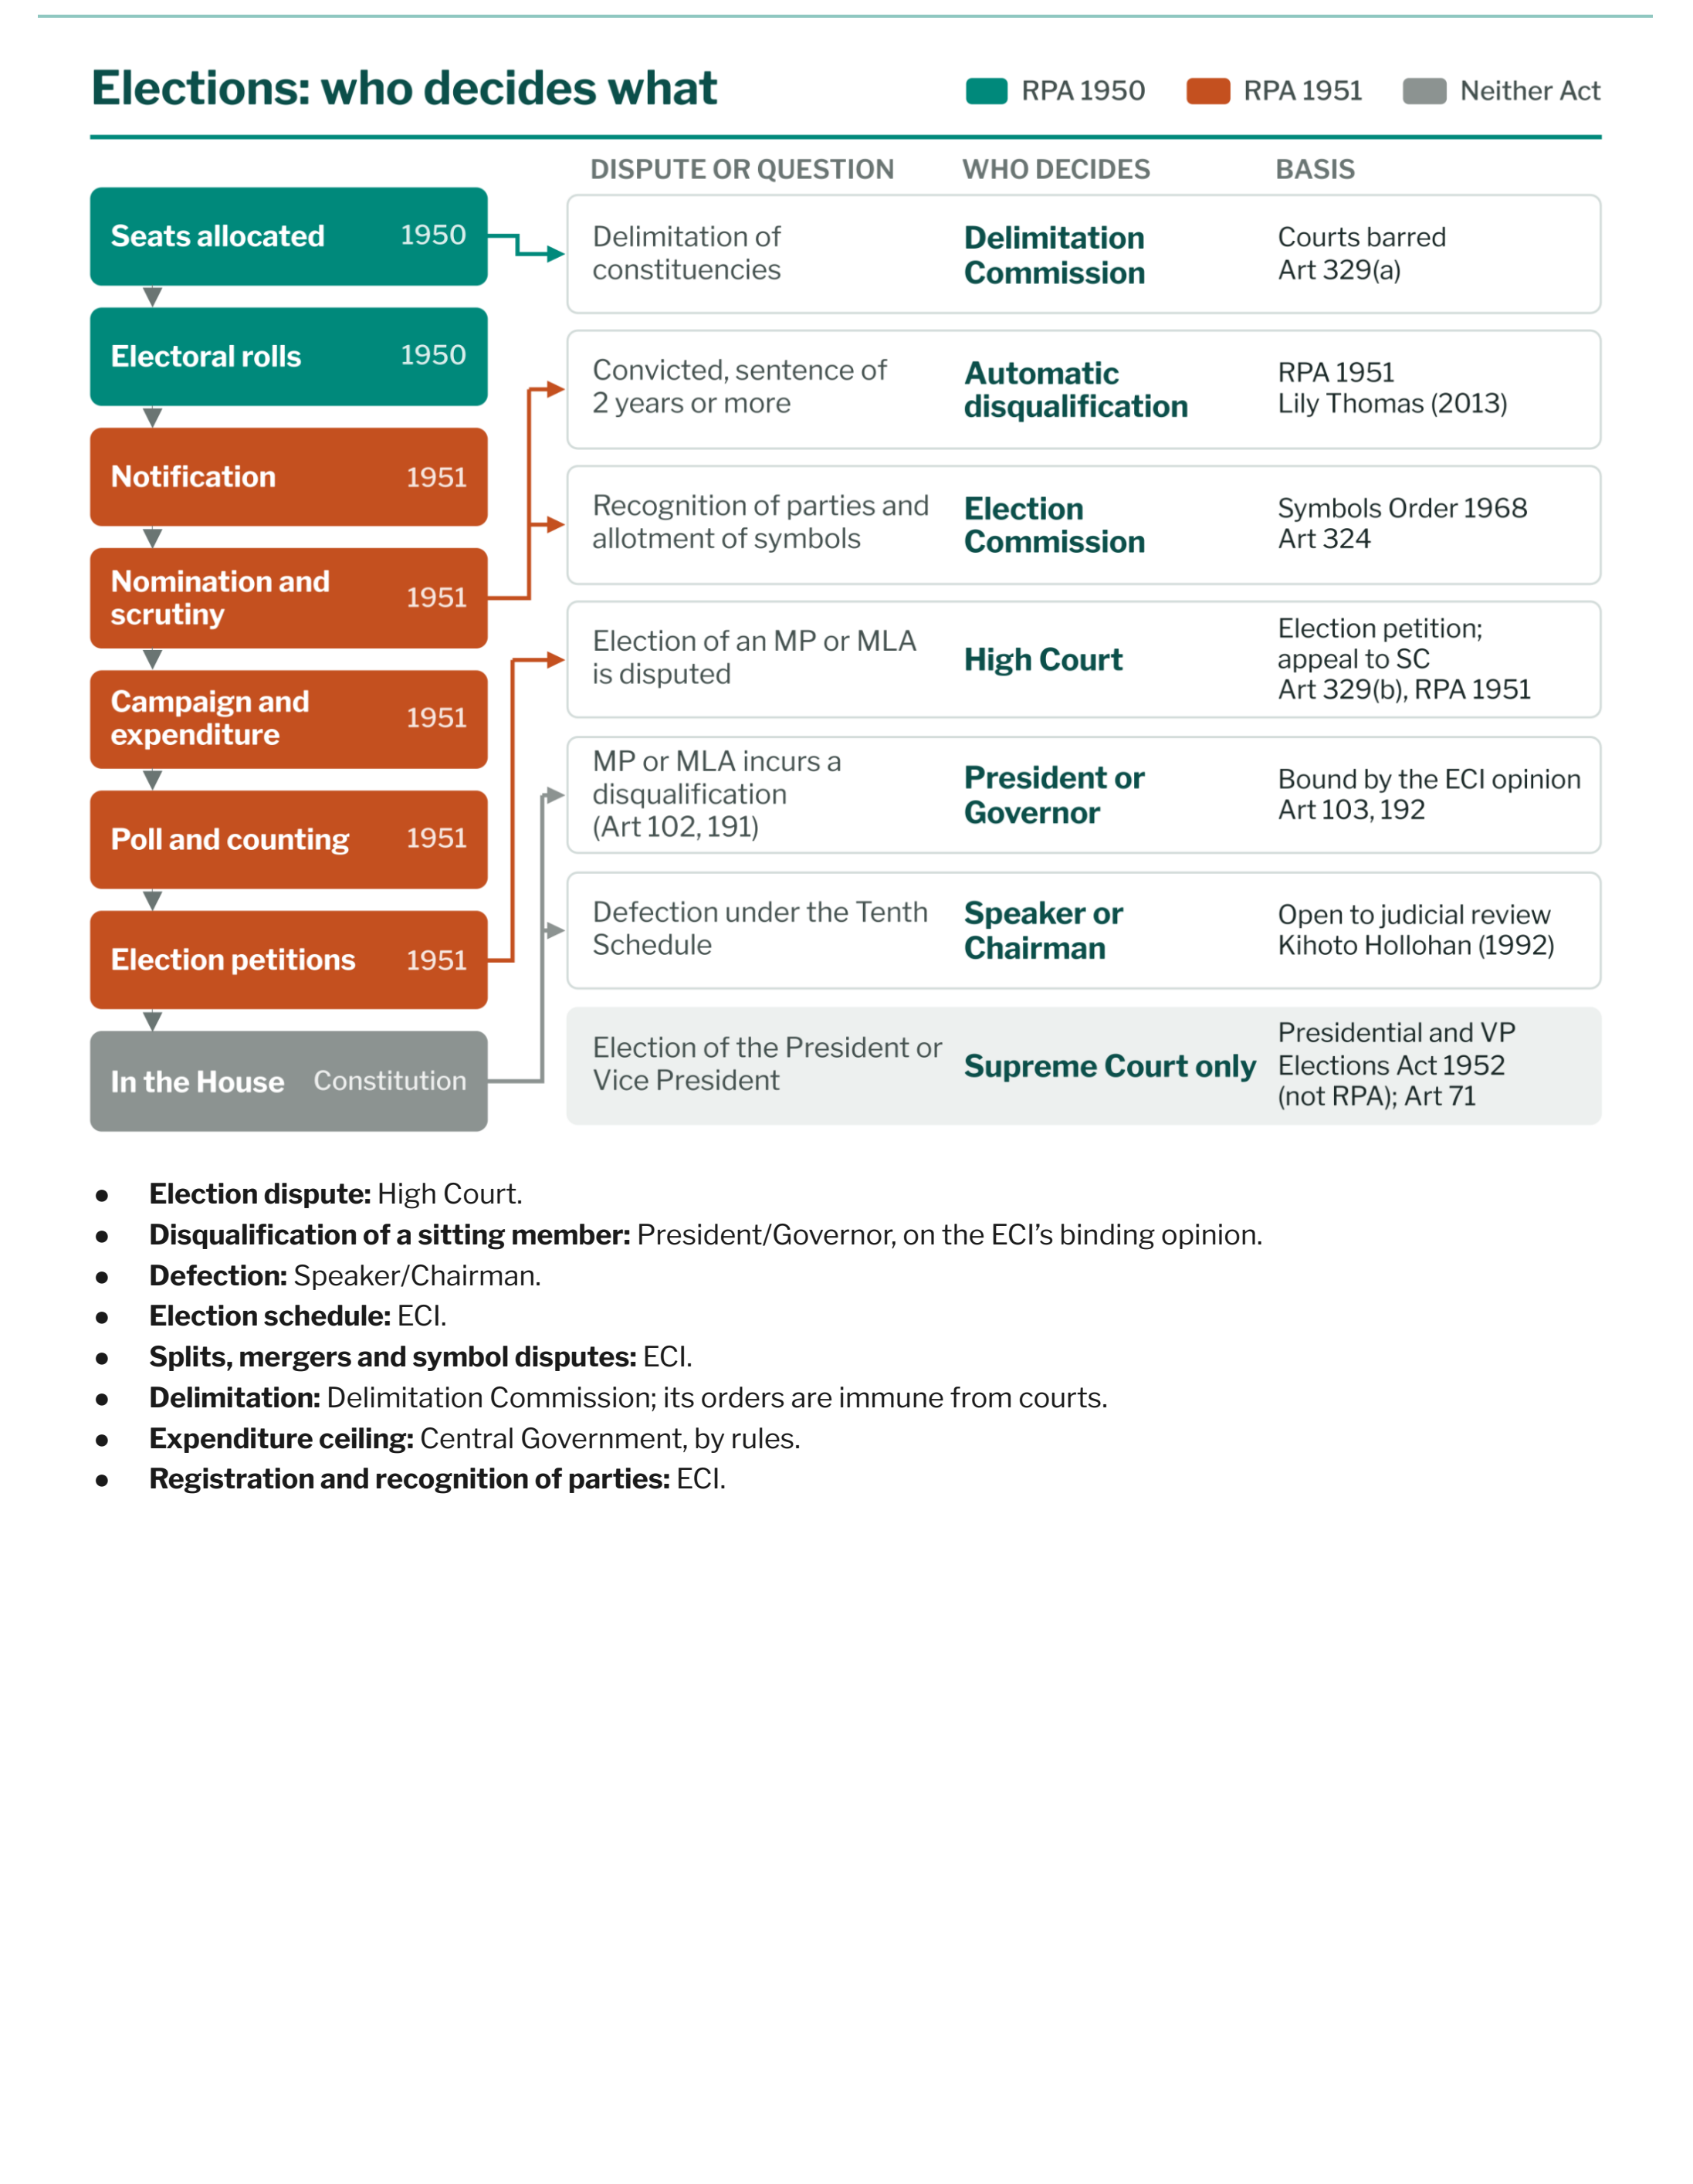 Elections: who decides what
RPA 1950
RPA 1951
Neither Act
DISPUTE OR QUESTION
WHO DECIDES
BASIS
Seats allocated 1950
Electoral rolls 1950
Notification 1951
Nomination and
scrutiny
1951
Campaign and
expenditure
1951
Poll and counting 1951
Election petitions 1951
In the House Constitution
Delimitation of
constituencies
Delimitation
Commission
Courts barred
Art 329(a)
Convicted, sentence of
2 years or more
Automatic
disqualification
RPA 1951
Lily Thomas (2013)
Recognition of parties and
allotment of symbols
Election
Commission
Symbols Order 1968
Art 324
Election of an MP or MLA
is disputed
High Court
Election petition;
appeal to SC
Art 329(b), RPA 1951
MP or MLA incurs a
disqualification
(Art 102, 191)
President or
Governor
Bound by the ECI opinion
Art 103, 192
Defection under the Tenth
Schedule
Speaker or
Chairman
Open to judicial review
Kihoto Hollohan (1992)
Election of the President or
Vice President
Supreme Court only
Presidential and VP
Elections Act 1952
(not RPA); Art 71
● Election dispute: High Court.
● Disqualification of a sitting member: President/Governor, on the ECI’s binding opinion.
● Defection: Speaker/Chairman.
● Election schedule: ECI.
● Splits, mergers and symbol disputes: ECI.
● Delimitation: Delimitation Commission; its orders are immune from courts.
● Expenditure ceiling: Central Government, by rules.
● Registration and recognition of parties: ECI.